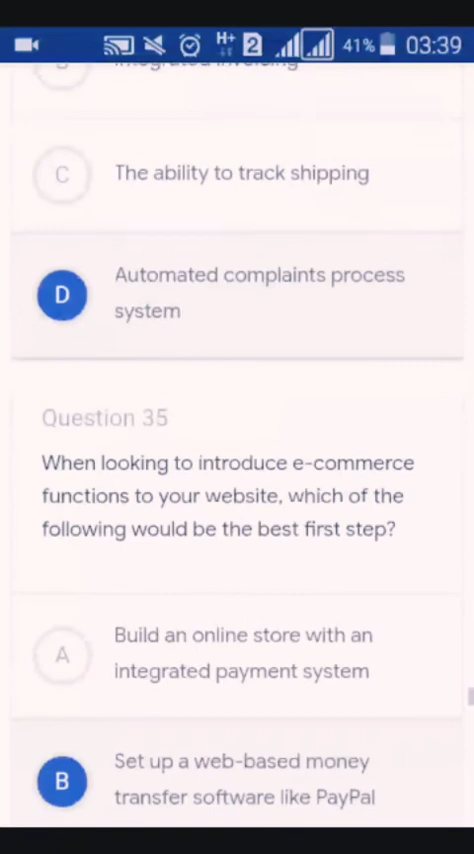 H+ 2 41% 03:39
C The ability to track shipping
D Automated complaints process
system
Question 35
When looking to introduce e-commerce
functions to your website, which of the
following would be the best first step?
A Build an online store with an
integrated payment system
B Set up a web-based money
transfer software like PayPal